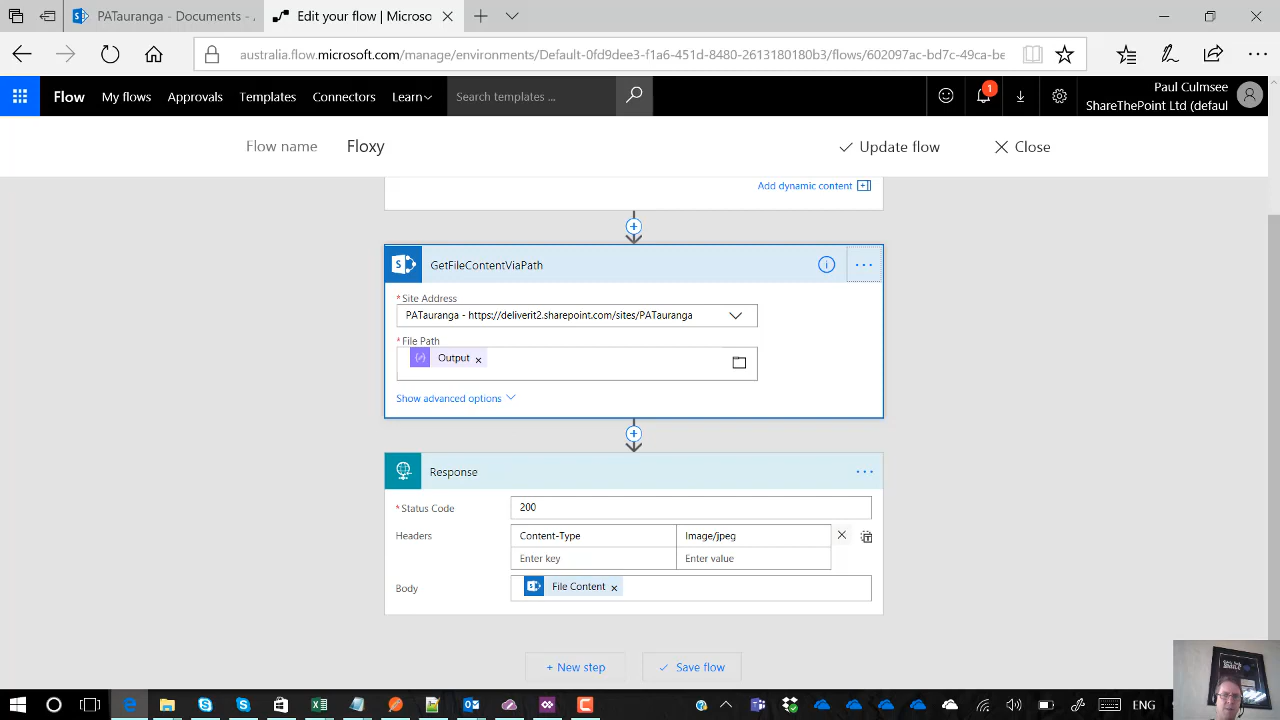 PATauranga - Documents -
Edit your flow | Microso
australia.flow.microsoft.com/manage/environments/Default-0fd9dee3-f1a6-451d-8480-2613180180b3/flows/602097ac-bd7c-49ca-be
Flow
My flows
Approvals
Templates
Connectors
Learn
Search templates ...
1
Paul Culmsee
ShareThePoint Ltd (defaul
Flow name
Floxy
Update flow
Close
Add dynamic content
GetFileContentViaPath
*Site Address
PATauranga - https://deliverit2.sharepoint.com/sites/PATauranga
*File Path
Output
Show advanced options
Response
*Status Code
200
Headers
Content-Type
Image/jpeg
Enter key
Enter value
Body
File Content
+ New step
Save flow
ENG